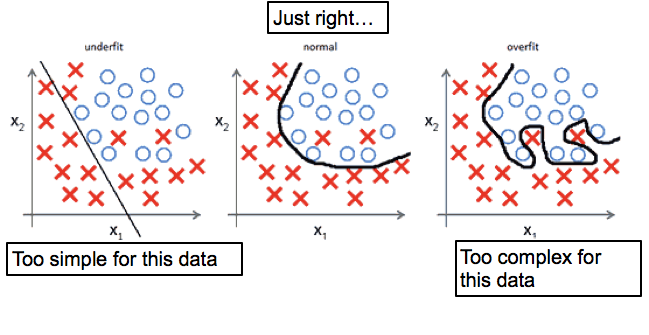 Just right…
underfit
normal
overfit
x2
x2
x2
x1
x1
x1
Too simple for this data
Too complex for
this data